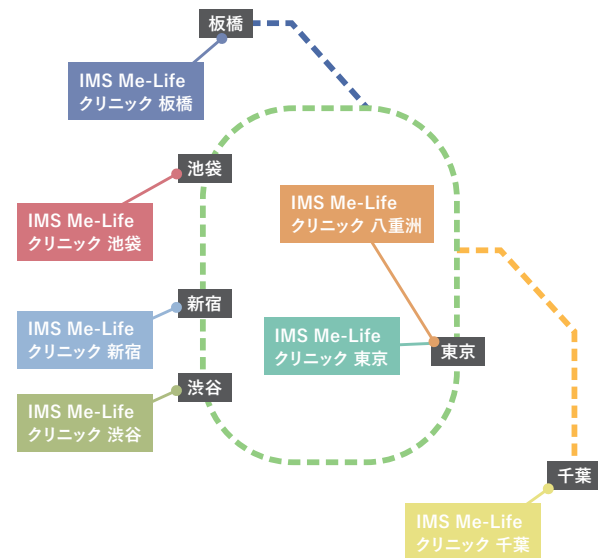 板橋
IMS Me-Life
クリニック 板橋
池袋
IMS Me-Life
クリニック 池袋
IMS Me-Life
クリニック 八重洲
新宿
IMS Me-Life
クリニック 新宿
IMS Me-Life
クリニック 東京
東京
渋谷
IMS Me-Life
クリニック 渋谷
千葉
IMS Me-Life
クリニック 千葉